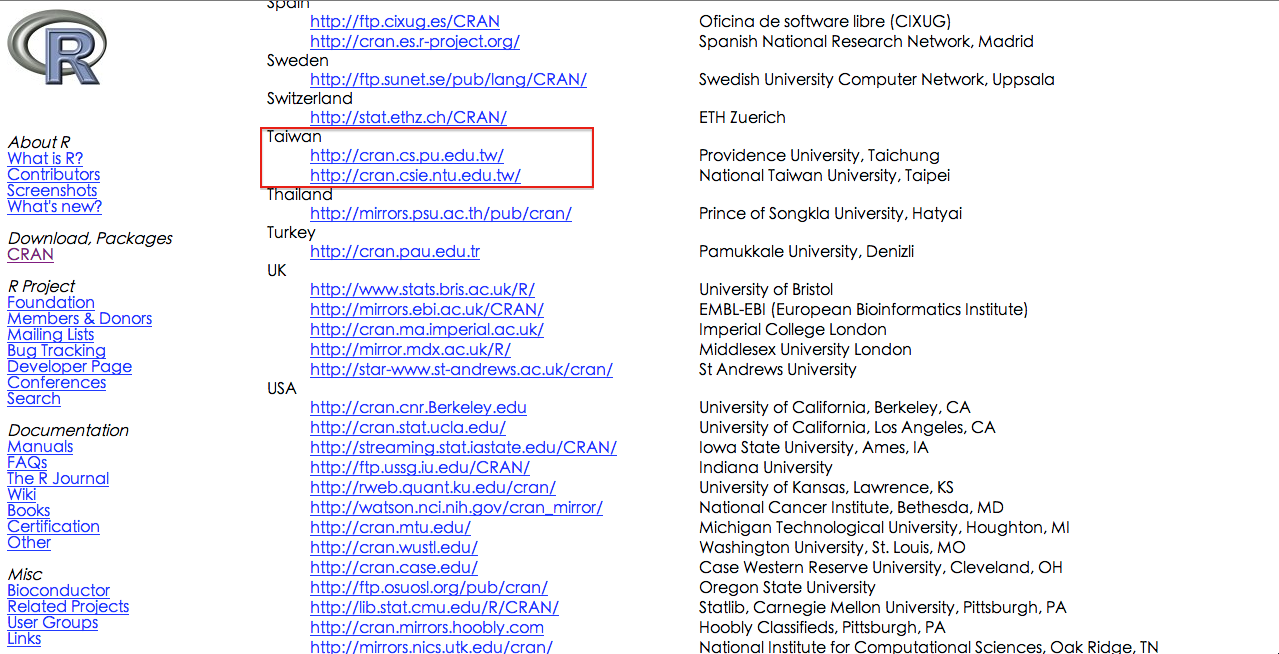 R
About R
What is R?
Contributors
Screenshots
What's new?
Download, Packages
CRAN
R Project
Foundation
Members & Donors
Mailing Lists
Bug Tracking
Developer Page
Conferences
Search
Documentation
Manuals
FAQs
The R Journal
Wiki
Books
Certification
Other
Misc
Bioconductor
Related Projects
User Groups
Links
Spain
http://ftp.cixug.es/CRAN Oficina de software libre (CIXUG)
http://cran.es.r-project.org/ Spanish National Research Network, Madrid
Sweden
http://ftp.sunet.se/pub/lang/CRAN/ Swedish University Computer Network, Uppsala
Switzerland
http://stat.ethz.ch/CRAN/ ETH Zuerich
Taiwan
http://cran.cs.pu.edu.tw/ Providence University, Taichung
http://cran.csie.ntu.edu.tw/ National Taiwan University, Taipei
Thailand
http://mirrors.psu.ac.th/pub/cran/ Prince of Songkla University, Hatyai
Turkey
http://cran.pau.edu.tr Pamukkale University, Denizli
UK
http://www.stats.bris.ac.uk/R/ University of Bristol
http://mirrors.ebi.ac.uk/CRAN/ EMBL-EBI (European Bioinformatics Institute)
http://cran.ma.imperial.ac.uk/ Imperial College London
http://mirror.mdx.ac.uk/R/ Middlesex University London
http://star-www.st-andrews.ac.uk/cran/ St Andrews University
USA
http://cran.cnr.Berkeley.edu University of California, Berkeley, CA
http://cran.stat.ucla.edu/ University of California, Los Angeles, CA
http://streaming.stat.iastate.edu/CRAN/ Iowa State University, Ames, IA
http://ftp.ussg.iu.edu/CRAN/ Indiana University
http://rweb.quant.ku.edu/cran/ University of Kansas, Lawrence, KS
http://watson.nci.nih.gov/cran_mirror/ National Cancer Institute, Bethesda, MD
http://cran.mtu.edu/ Michigan Technological University, Houghton, MI
http://cran.wustl.edu/ Washington University, St. Louis, MO
http://cran.case.edu/ Case Western Reserve University, Cleveland, OH
http://ftp.osuosl.org/pub/cran/ Oregon State University
http://lib.stat.cmu.edu/R/CRAN/ Statlib, Carnegie Mellon University, Pittsburgh, PA
http://cran.mirrors.hoobly.com Hoobly Classifieds, Pittsburgh, PA
http://mirrors.nics.utk.edu/cran/ National Institute for Computational Sciences, Oak Ridge, TN